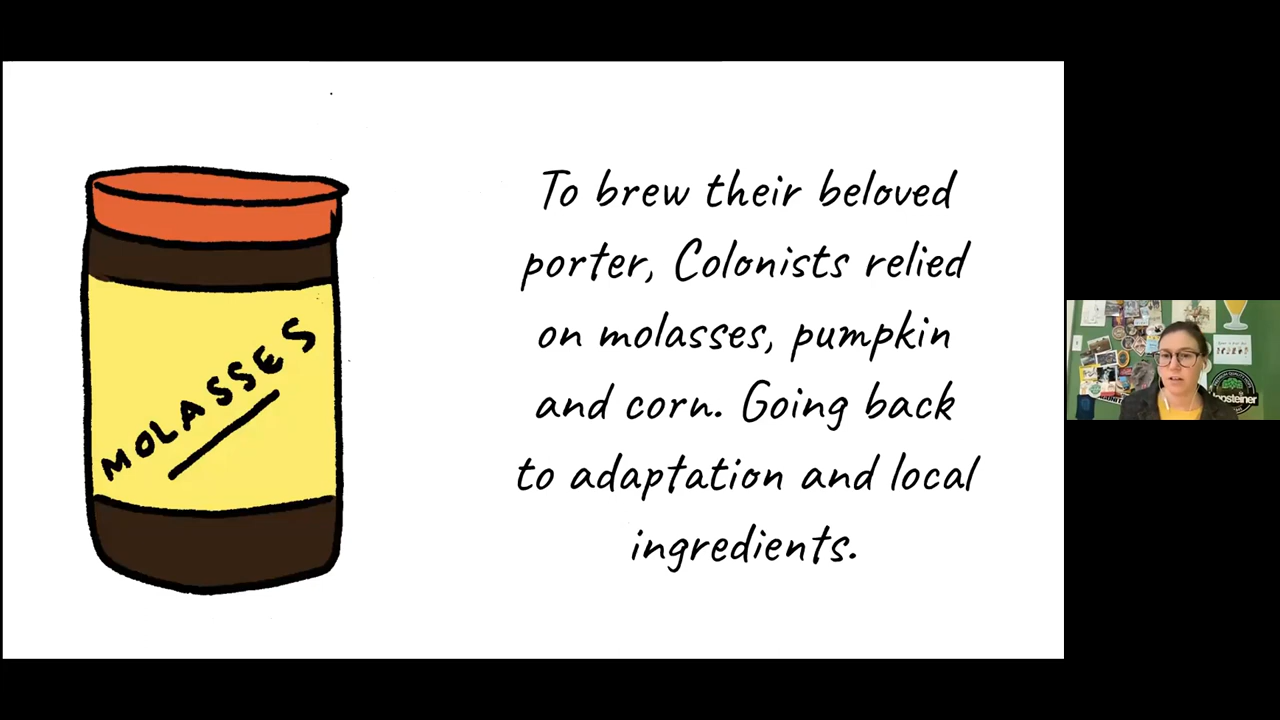 To brew their beloved
porter, Colonists relied
on molasses, pumpkin
and corn. Going back
to adaptation and local
ingredients.
MOLASSES